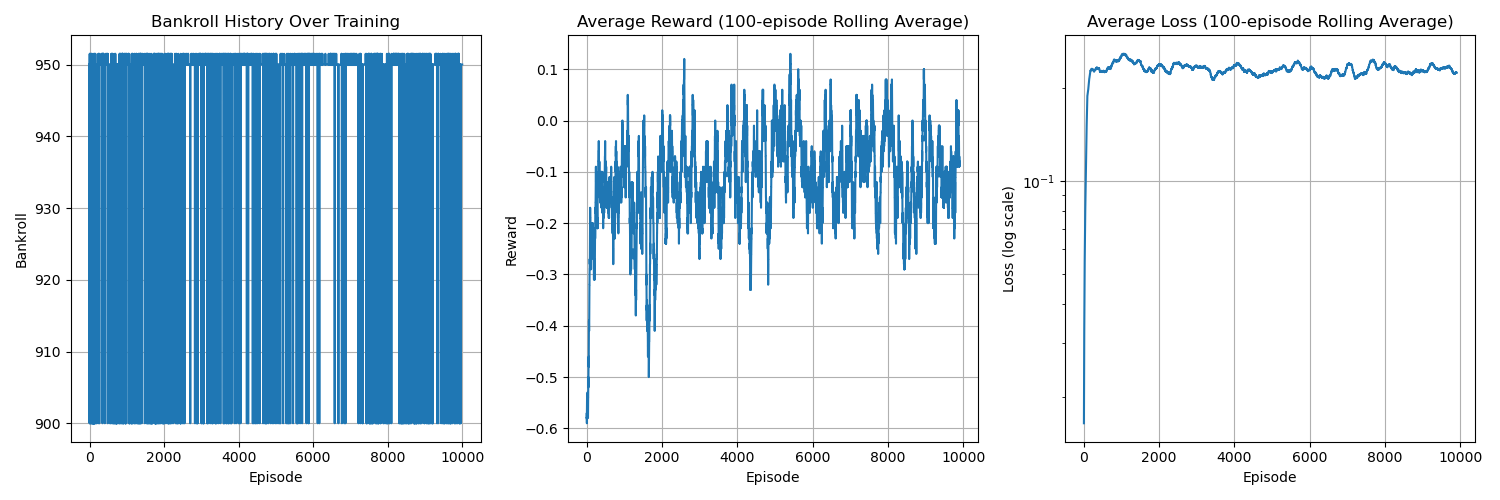 Bankroll History Over Training
Bankroll
950
940
930
920
910
900
0 2000 4000 6000 8000 10000
Episode
Average Reward (100-episode Rolling Average)
Reward
0.1
0.0
−0.1
−0.2
−0.3
−0.4
−0.5
−0.6
0 2000 4000 6000 8000 10000
Episode
Average Loss (100-episode Rolling Average)
Loss (log scale)
10⁻¹
0 2000 4000 6000 8000 10000
Episode